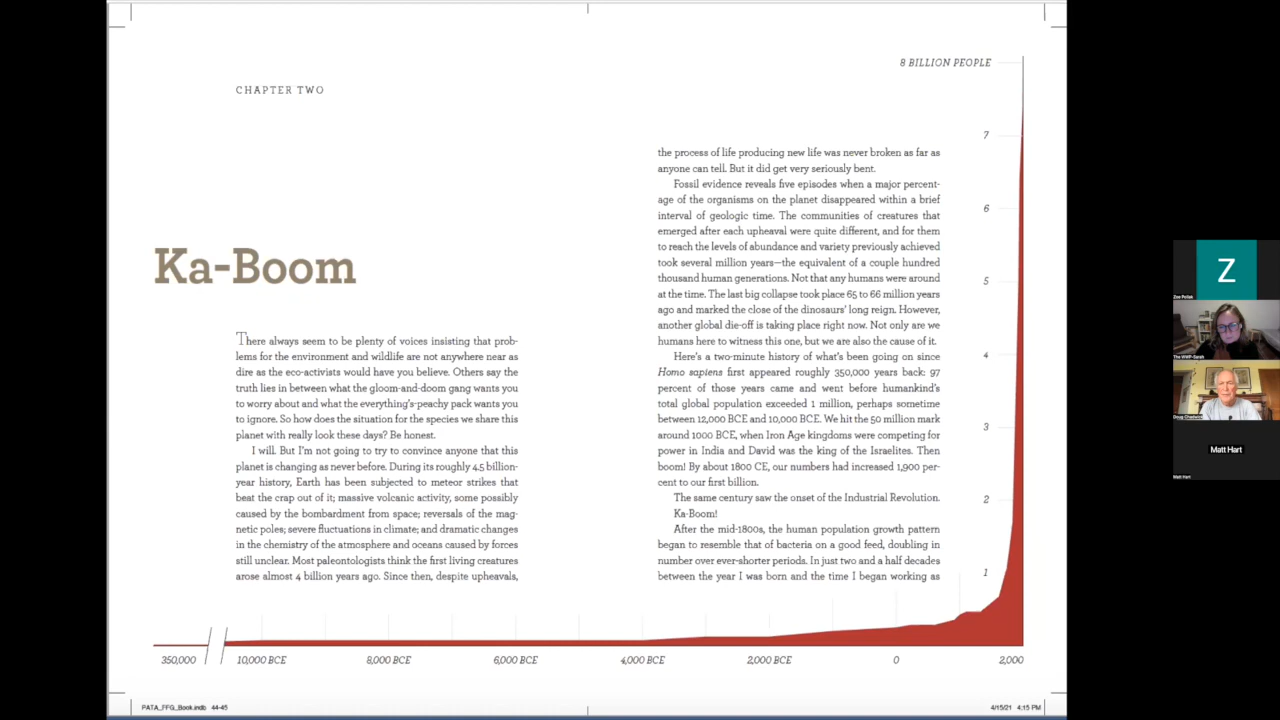 CHAPTER TWO
Ka-Boom
There always seem to be plenty of voices insisting that prob-
lems for the environment and wildlife are not anywhere near as
dire as the eco-activists would have you believe. Others say the
truth lies in between what the gloom-and-doom gang wants you
to worry about and what the everything's-peachy pack wants you
to ignore. So how does the situation for the species we share this
planet with really look these days? Be honest.
I will. But I'm not going to try to convince anyone that this
planet is changing as never before. During its roughly 4.5 billion-
year history, Earth has been subjected to meteor strikes that
beat the crap out of it; massive volcanic activity, some possibly
caused by the bombardment from space; reversals of the mag-
netic poles; severe fluctuations in climate; and dramatic changes
in the chemistry of the atmosphere and oceans caused by forces
still unclear. Most paleontologists think the first living creatures
arose almost 4 billion years ago. Since then, despite upheavals,
the process of life producing new life was never broken as far as
anyone can tell. But it did get very seriously bent.
Fossil evidence reveals five episodes when a major percent-
age of the organisms on the planet disappeared within a brief
interval of geologic time. The communities of creatures that
emerged after each upheaval were quite different, and for them
to reach the levels of abundance and variety previously achieved
took several million years—the equivalent of a couple hundred
thousand human generations. Not that any humans were around
at the time. The last big collapse took place 65 to 66 million years
ago and marked the close of the dinosaurs' long reign. However,
another global die-off is taking place right now. Not only are we
humans here to witness this one, but we are also the cause of it.
Here's a two-minute history of what's been going on since
Homo sapiens first appeared roughly 350,000 years back: 97
percent of those years came and went before humankind's
total global population exceeded 1 million, perhaps sometime
between 12,000 BCE and 10,000 BCE. We hit the 50 million mark
around 1000 BCE, when Iron Age kingdoms were competing for
power in India and David was the king of the Israelites. Then
boom! By about 1800 CE, our numbers had increased 1,900 per-
cent to our first billion.
The same century saw the onset of the Industrial Revolution.
Ka-Boom!
After the mid-1800s, the human population growth pattern
began to resemble that of bacteria on a good feed, doubling in
number over ever-shorter periods. In just two and a half decades
between the year I was born and the time I began working as
8 BILLION PEOPLE
7
6
5
4
3
2
1
350,000
10,000 BCE
8,000 BCE
6,000 BCE
4,000 BCE
2,000 BCE
0
2,000
PATA_FFG_Book.indb 44-45
4/15/21 4:15 PM
Z
Zoe Pollak
The WWP-Sarah
Doug Chadwick
Matt Hart
Matt Hart